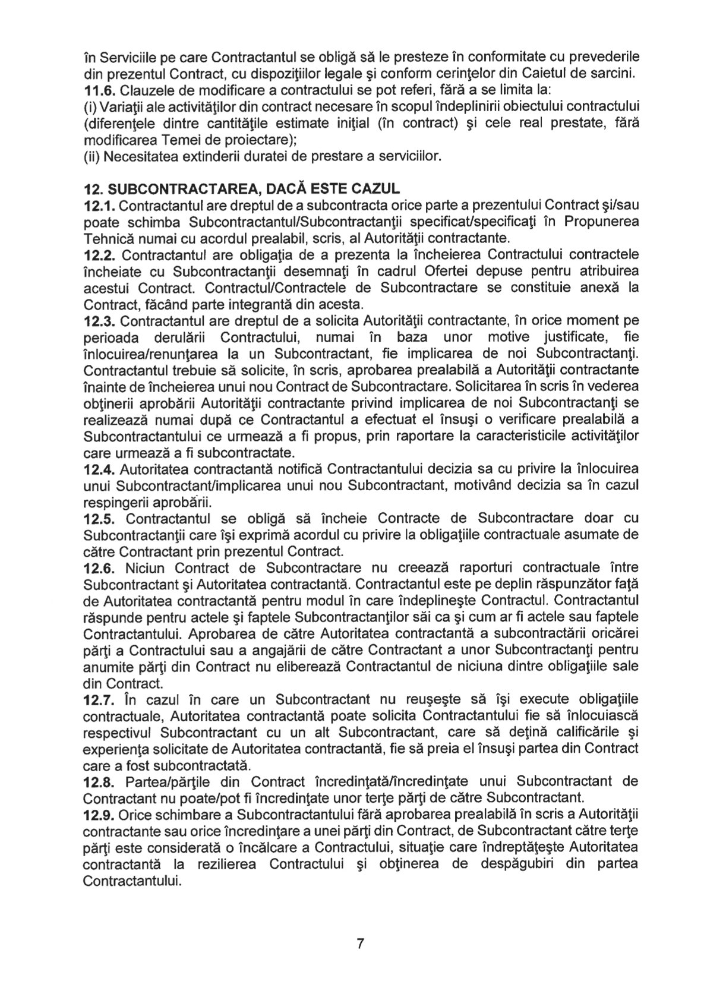 în Serviciile pe care Contractantul se obligă să le presteze în conformitate cu prevederile
din prezentul Contract, cu dispoziţiilor legale şi conform cerinţelor din Caietul de sarcini.
11.6. Clauzele de modificare a contractului se pot referi, fără a se limita la:
(i) Variaţii ale activităţilor din contract necesare în scopul îndeplinirii obiectului contractului
(diferenţele dintre cantităţile estimate iniţial (în contract) şi cele real prestate, fără
modificarea Temei de proiectare);
(ii) Necesitatea extinderii duratei de prestare a serviciilor.
12. SUBCONTRACTAREA, DACĂ ESTE CAZUL
12.1. Contractantul are dreptul de a subcontracta orice parte a prezentului Contract şi/sau
poate schimba Subcontractantul/Subcontractanţii specificat/specificaţi în Propunerea
Tehnică numai cu acordul prealabil, scris, al Autorităţii contractante.
12.2. Contractantul are obligaţia de a prezenta la încheierea Contractului contractele
încheiate cu Subcontractanţii desemnaţi în cadrul Ofertei depuse pentru atribuirea
acestui Contract. Contractul/Contractele de Subcontractare se constituie anexă la
Contract, făcând parte integrantă din acesta.
12.3. Contractantul are dreptul de a solicita Autorităţii contractante, în orice moment pe
perioada derulării Contractului, numai în baza unor motive justificate, fie
înlocuirea/renunţarea la un Subcontractant, fie implicarea de noi Subcontractanţi.
Contractantul trebuie să solicite, în scris, aprobarea prealabilă a Autorităţii contractante
înainte de încheierea unui nou Contract de Subcontractare. Solicitarea în scris în vederea
obţinerii aprobării Autorităţii contractante privind implicarea de noi Subcontractanţi se
realizează numai după ce Contractantul a efectuat el însuşi o verificare prealabilă a
Subcontractantului ce urmează a fi propus, prin raportare la caracteristicile activităţilor
care urmează a fi subcontractate.
12.4. Autoritatea contractantă notifică Contractantului decizia sa cu privire la înlocuirea
unui Subcontractant/implicarea unui nou Subcontractant, motivând decizia sa în cazul
respingerii aprobării.
12.5. Contractantul se obligă să încheie Contracte de Subcontractare doar cu
Subcontractanţii care îşi exprimă acordul cu privire la obligaţiile contractuale asumate de
către Contractant prin prezentul Contract.
12.6. Niciun Contract de Subcontractare nu creează raporturi contractuale între
Subcontractant şi Autoritatea contractantă. Contractantul este pe deplin răspunzător faţă
de Autoritatea contractantă pentru modul în care îndeplineşte Contractul. Contractantul
răspunde pentru actele şi faptele Subcontractanţilor săi ca şi cum ar fi actele sau faptele
Contractantului. Aprobarea de către Autoritatea contractantă a subcontractării oricărei
părţi a Contractului sau a angajării de către Contractant a unor Subcontractanţi pentru
anumite părţi din Contract nu eliberează Contractantul de niciuna dintre obligaţiile sale
din Contract.
12.7. În cazul în care un Subcontractant nu reuşeşte să îşi execute obligaţiile
contractuale, Autoritatea contractantă poate solicita Contractantului fie să înlocuiască
respectivul Subcontractant cu un alt Subcontractant, care să deţină calificările şi
experienţa solicitate de Autoritatea contractantă, fie să preia el însuşi partea din Contract
care a fost subcontractată.
12.8. Partea/părţile din Contract încredinţată/încredinţate unui Subcontractant de
Contractant nu poate/pot fi încredinţate unor terţe părţi de către Subcontractant.
12.9. Orice schimbare a Subcontractantului fără aprobarea prealabilă în scris a Autorităţii
contractante sau orice încredinţare a unei părţi din Contract, de Subcontractant către terţe
părţi este considerată o încălcare a Contractului, situaţie care îndreptăţeşte Autoritatea
contractantă la rezilierea Contractului şi obţinerea de despăgubiri din partea
Contractantului.
7